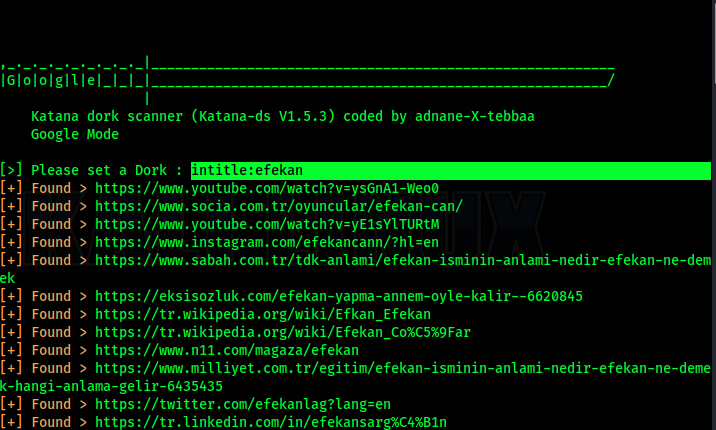 ,_._._._._._._._._|__________________________________________________________
|G|o|o|g|l|e|_|_|_|_________________________________________________________/
|
Katana dork scanner (Katana-ds V1.5.3) coded by adnane-X-tebbaa
Google Mode
[>] Please set a Dork : intitle:efekan
[+] Found > https://www.youtube.com/watch?v=ysGnA1-Weo0
[+] Found > https://www.socia.com.tr/oyuncular/efekan-can/
[+] Found > https://www.youtube.com/watch?v=yE1sYlTURtM
[+] Found > https://www.instagram.com/efekancann/?hl=en
[+] Found > https://www.sabah.com.tr/tdk-anlami/efekan-isminin-anlami-nedir-efekan-ne-dem
ek
[+] Found > https://eksisozluk.com/efekan-yapma-annem-oyle-kalir--6620845
[+] Found > https://tr.wikipedia.org/wiki/Efkan_Efekan
[+] Found > https://tr.wikipedia.org/wiki/Efekan_Co%C5%9Far
[+] Found > https://www.n11.com/magaza/efekan
[+] Found > https://www.milliyet.com.tr/egitim/efekan-isminin-anlami-nedir-efekan-ne-deme
k-hangi-anlama-gelir-6435435
[+] Found > https://twitter.com/efekanlag?lang=en
[+] Found > https://tr.linkedin.com/in/efekansarg%C4%B1n